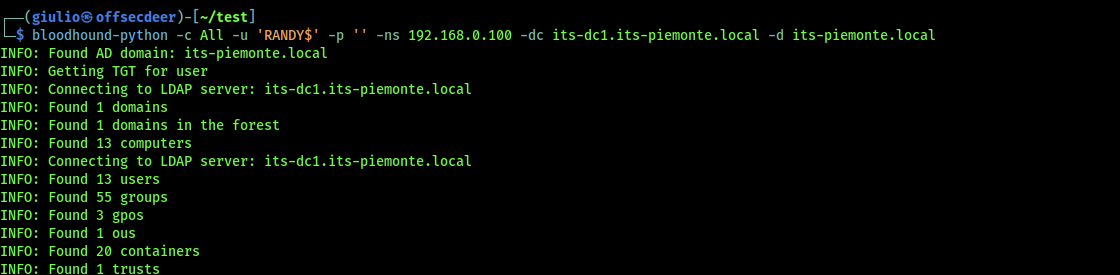 ┌──(giulio㉿offsecdeer)-[~/test]
└─$ bloodhound-python -c All -u 'RANDY$' -p '' -ns 192.168.0.100 -dc its-dc1.its-piemonte.local -d its-piemonte.local
INFO: Found AD domain: its-piemonte.local
INFO: Getting TGT for user
INFO: Connecting to LDAP server: its-dc1.its-piemonte.local
INFO: Found 1 domains
INFO: Found 1 domains in the forest
INFO: Found 13 computers
INFO: Connecting to LDAP server: its-dc1.its-piemonte.local
INFO: Found 13 users
INFO: Found 55 groups
INFO: Found 3 gpos
INFO: Found 1 ous
INFO: Found 20 containers
INFO: Found 1 trusts